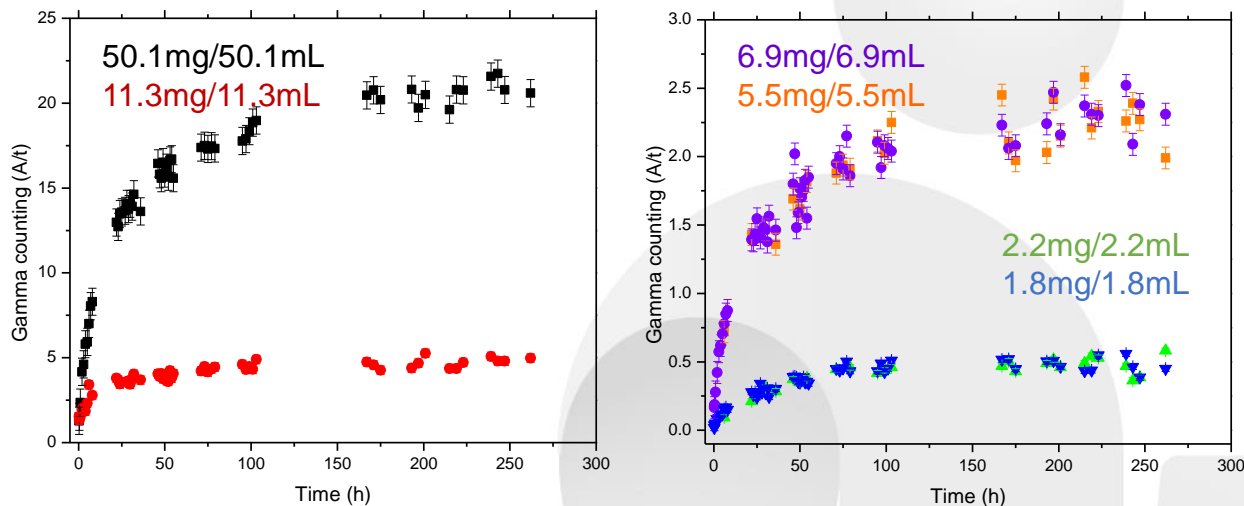 25
20
15
10
5
0
Gamma counting (A/t)
50.1mg/50.1mL
11.3mg/11.3mL
0 50 100 150 200 250 300
Time (h)
3.0
2.5
2.0
1.5
1.0
0.5
0.0
Gamma counting (A/t)
6.9mg/6.9mL
5.5mg/5.5mL
2.2mg/2.2mL
1.8mg/1.8mL
0 50 100 150 200 250 300
Time (h)